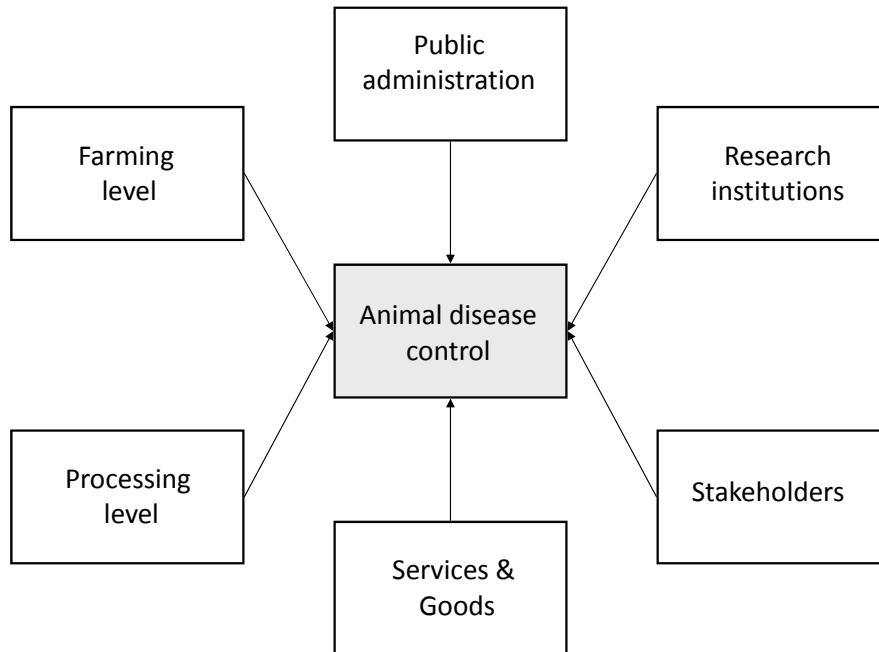 Public
administration
Farming
level
Research
institutions
Animal disease
control
Processing
level
Stakeholders
Services &
Goods